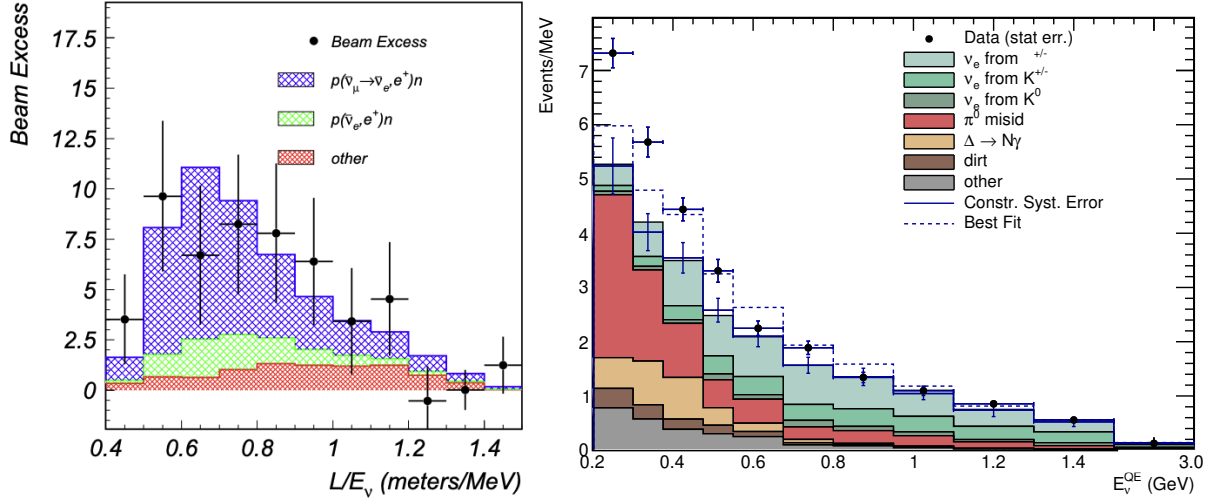 Beam Excess
17.5
15
12.5
10
7.5
5
2.5
0
Beam Excess
p(ν̄μ→ν̄e,e⁺)n
p(ν̄e,e⁺)n
other
0.4 0.6 0.8 1 1.2 1.4
L/Eν (meters/MeV)
Events/MeV
7
6
5
4
3
2
1
0
Data (stat err.)
νe from +/-
νe from K+/-
νe from K⁰
π⁰ misid
Δ → Nγ
dirt
other
Constr. Syst. Error
Best Fit
0.2 0.4 0.6 0.8 1 1.2 1.4 3.0
EνQE (GeV)